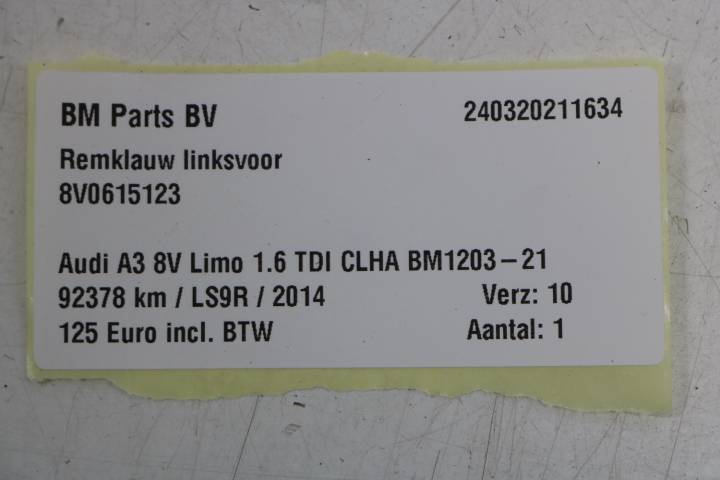 BM Parts BV 240320211634
Remklauw linksvoor
8V0615123
Audi A3 8V Limo 1.6 TDI CLHA BM1203-21
92378 km / LS9R / 2014 Verz: 10
125 Euro incl. BTW Aantal: 1